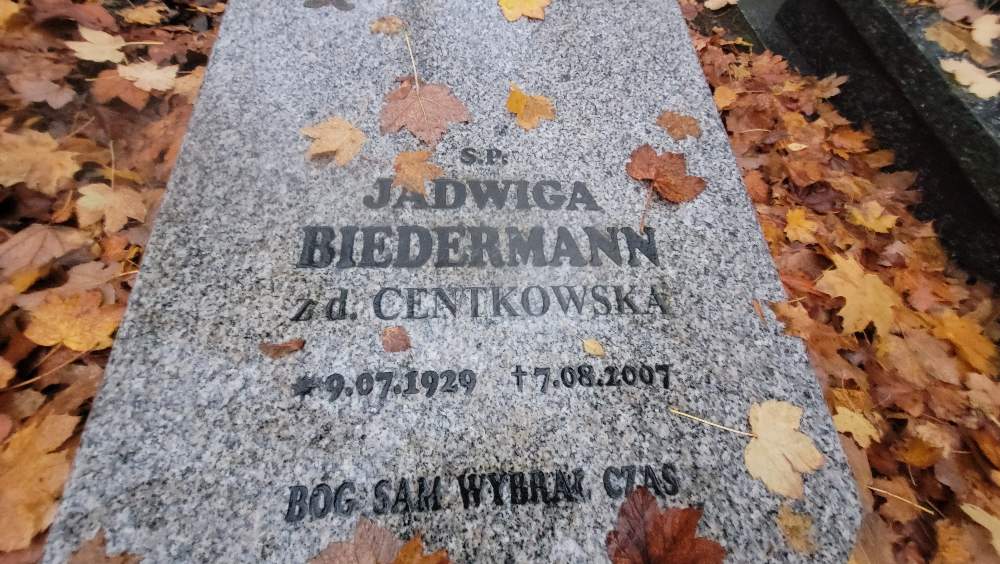 S.P.
JADWIGA
BIEDERMANN
z d. CENTKOWSKA
*9.07.1929 †7.08.2007
BÓG SAM WYBRAŁ CZAS